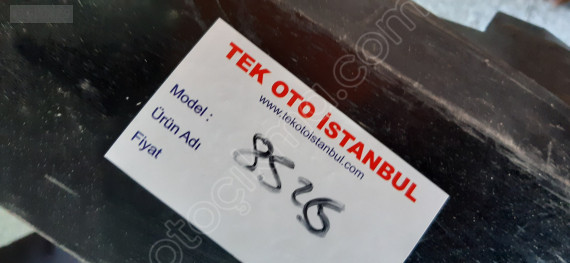 TEK OTO İSTANBUL
www.tekotoistanbul.com
Model :
Ürün Adı
Fiyat
8526